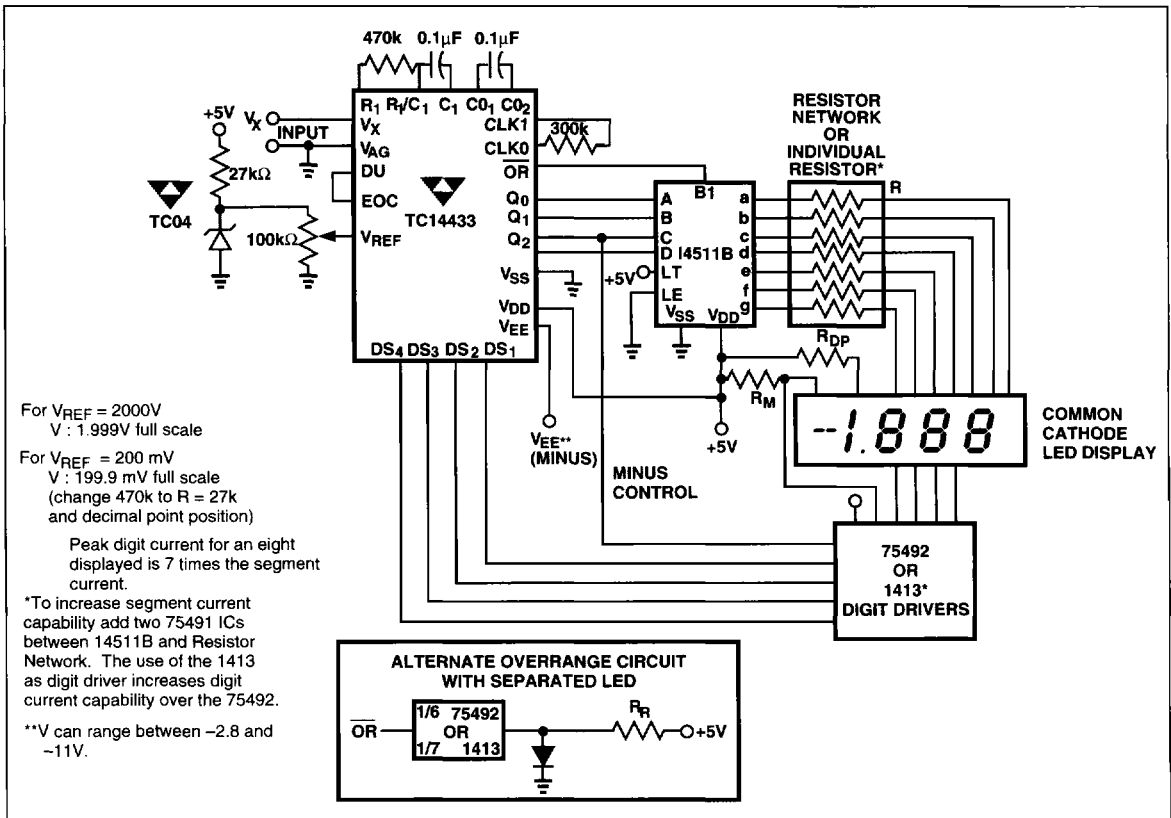 470k 0.1µF 0.1µF
R1 R1/C1 C1 C01 C02
+5V
VX
INPUT
VX
VAG
DU
EOC
VREF
27kΩ
TC04
100kΩ
TC14433
CLK1
CLK0
300k
OR
Q0
Q1
Q2
VSS
VDD
VEE
DS4 DS3 DS2 DS1
VEE**
(MINUS)
B1
A
B
C
D
I4511B
+5V
LT
LE
VSS
VDD
a
b
c
d
e
f
g
RESISTOR
NETWORK
OR
INDIVIDUAL
RESISTOR*
R
RDP
RM
+5V
-1.888
COMMON
CATHODE
LED DISPLAY
MINUS
CONTROL
75492
OR
1413*
DIGIT DRIVERS
For VREF = 2000V
V : 1.999V full scale
For VREF = 200 mV
V : 199.9 mV full scale
(change 470k to R = 27k
and decimal point position)
Peak digit current for an eight
displayed is 7 times the segment
current.
*To increase segment current
capability add two 75491 ICs
between 14511B and Resistor
Network. The use of the 1413
as digit driver increases digit
current capability over the 75492.
**V can range between –2.8 and
–11V.
ALTERNATE OVERRANGE CIRCUIT
WITH SEPARATED LED
OR
1/6 75492
OR
1/7 1413
RR
+5V